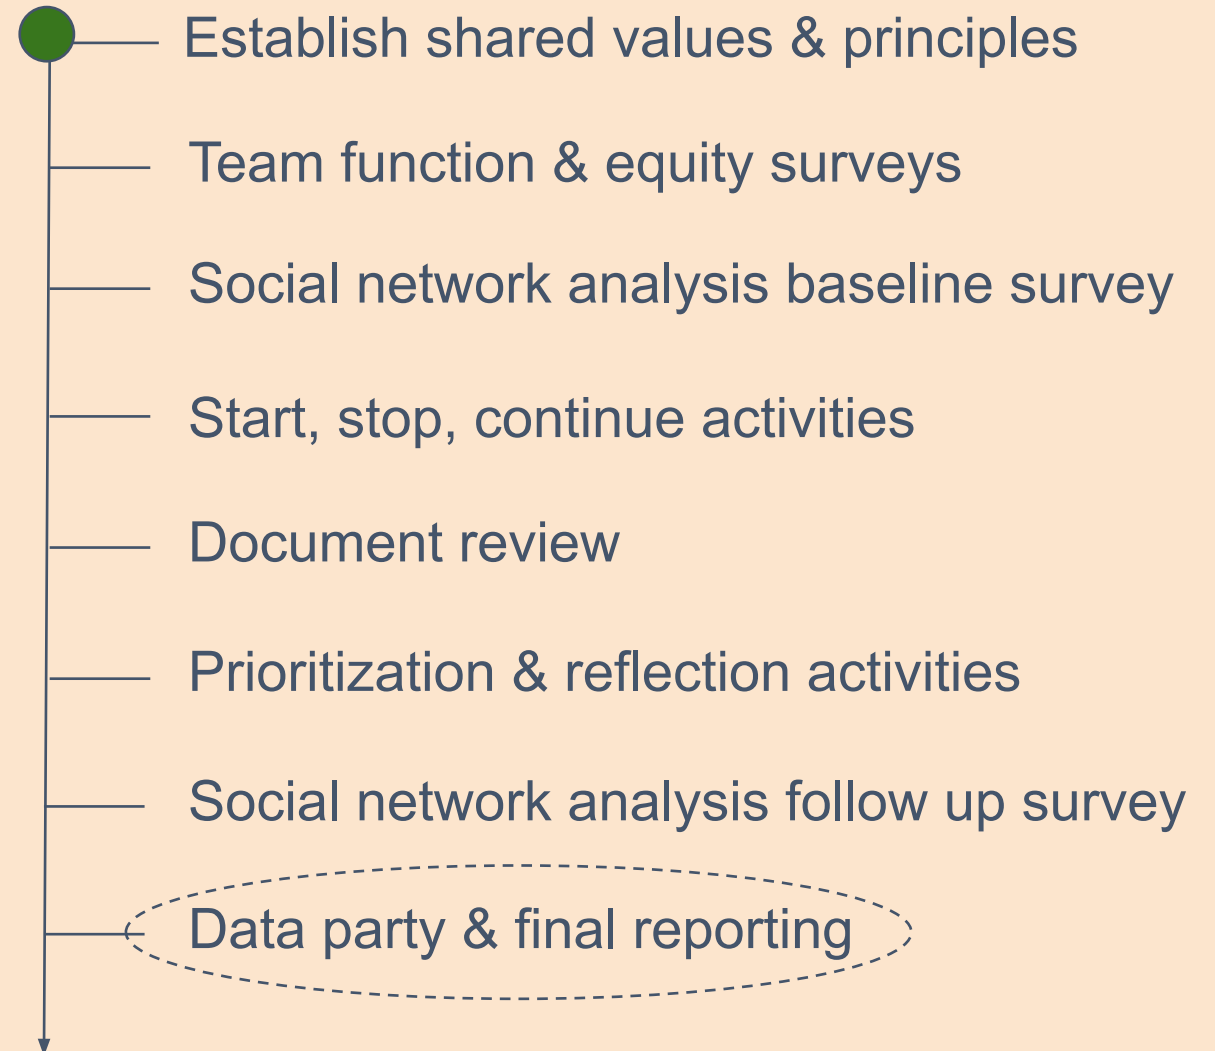 Establish shared values & principles
Team function & equity surveys
Social network analysis baseline survey
Start, stop, continue activities
Document review
Prioritization & reflection activities
Social network analysis follow up survey
Data party & final reporting